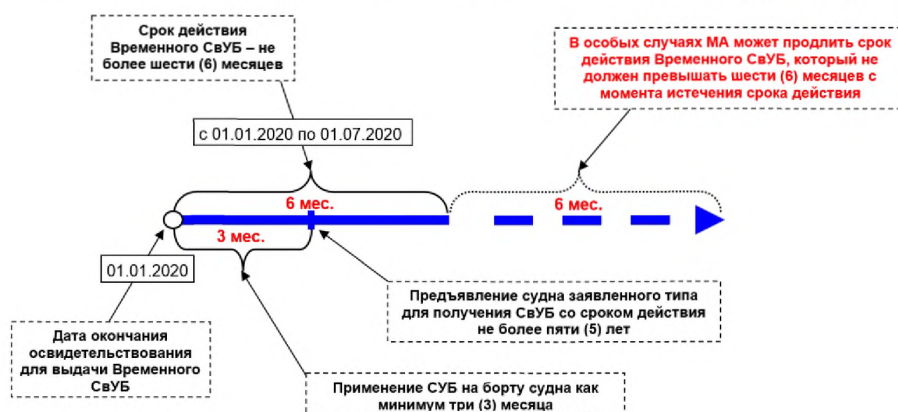 Срок действия
Временного СвУБ – не
более шести (6) месяцев
В особых случаях МА может продлить срок
действия Временного СвУБ, который не
должен превышать шести (6) месяцев с
момента истечения срока действия
с 01.01.2020 по 01.07.2020
6 мес.
6 мес.
3 мес.
01.01.2020
Предъявление судна заявленного типа
для получения СвУБ со сроком действия
не более пяти (5) лет
Дата окончания
освидетельствования
для выдачи Временного
СвУБ
Применение СУБ на борту судна как
минимум три (3) месяца